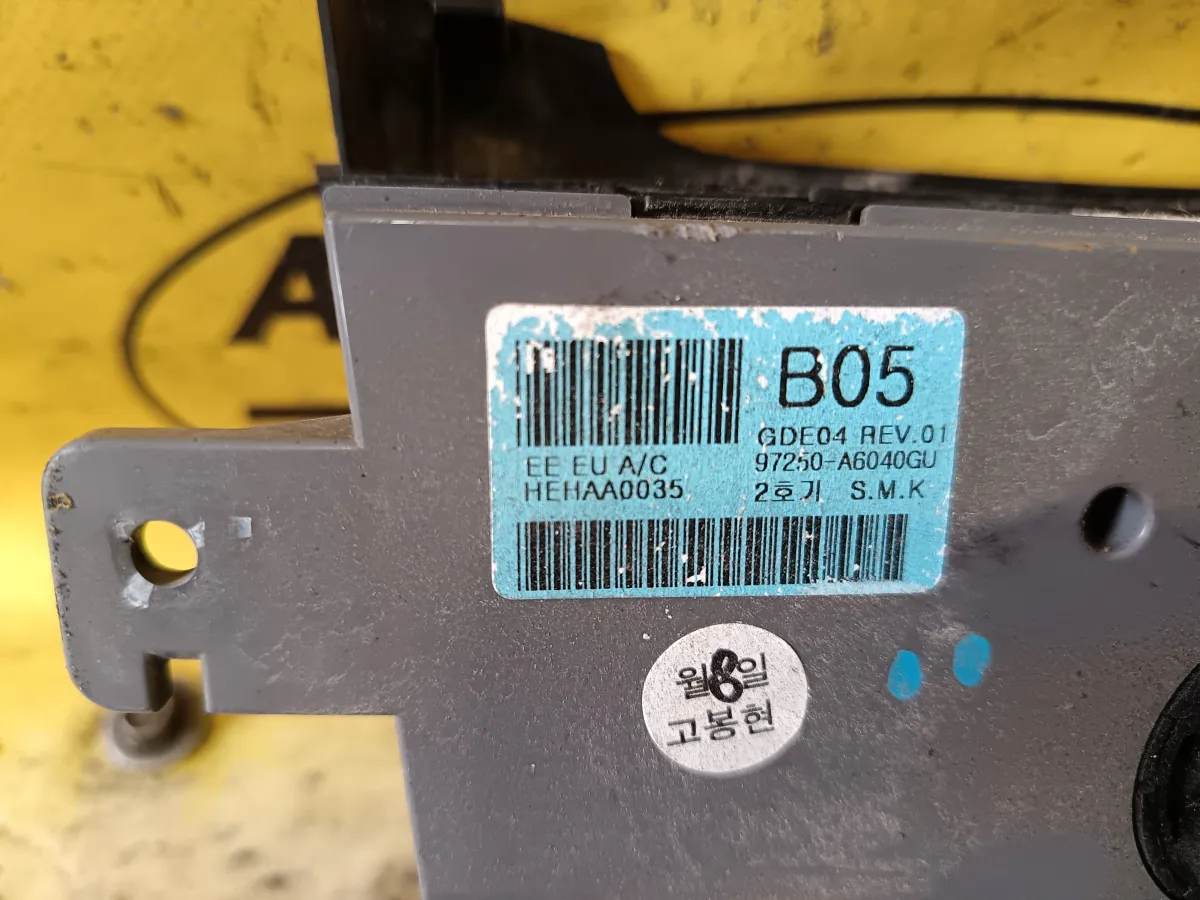 B05
GDE04 REV.01
EE EU A/C 97250-A6040GU
HEHAA0035 2호기 S.M.K
월 6 일
고봉현